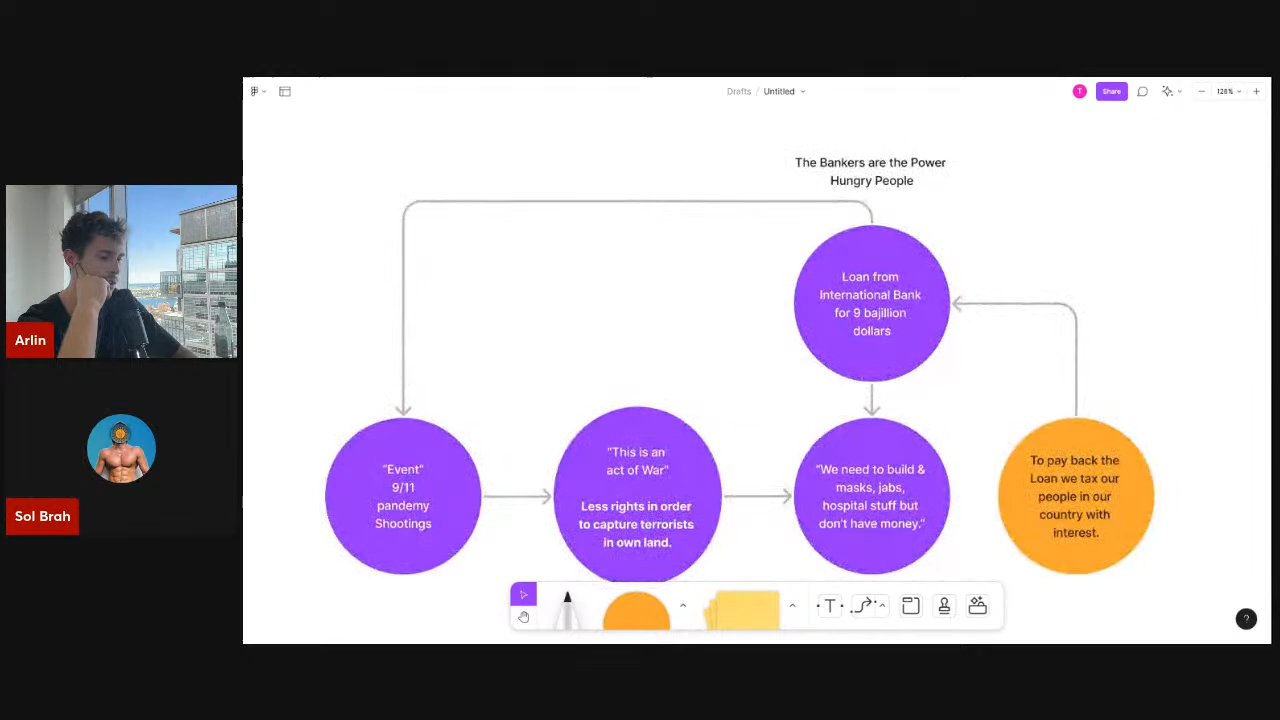 Drafts / Untitled
T
Share
126%
The Bankers are the Power
Hungry People
Loan from
International Bank
for 9 bajillion
dollars
"Event"
9/11
pandemy
Shootings
"This is an
act of War"
Less rights in order
to capture terrorists
in own land.
"We need to build &
masks, jabs,
hospital stuff but
don't have money."
To pay back the
Loan we tax our
people in our
country with
interest.
Arlin
Sol Brah
T
?